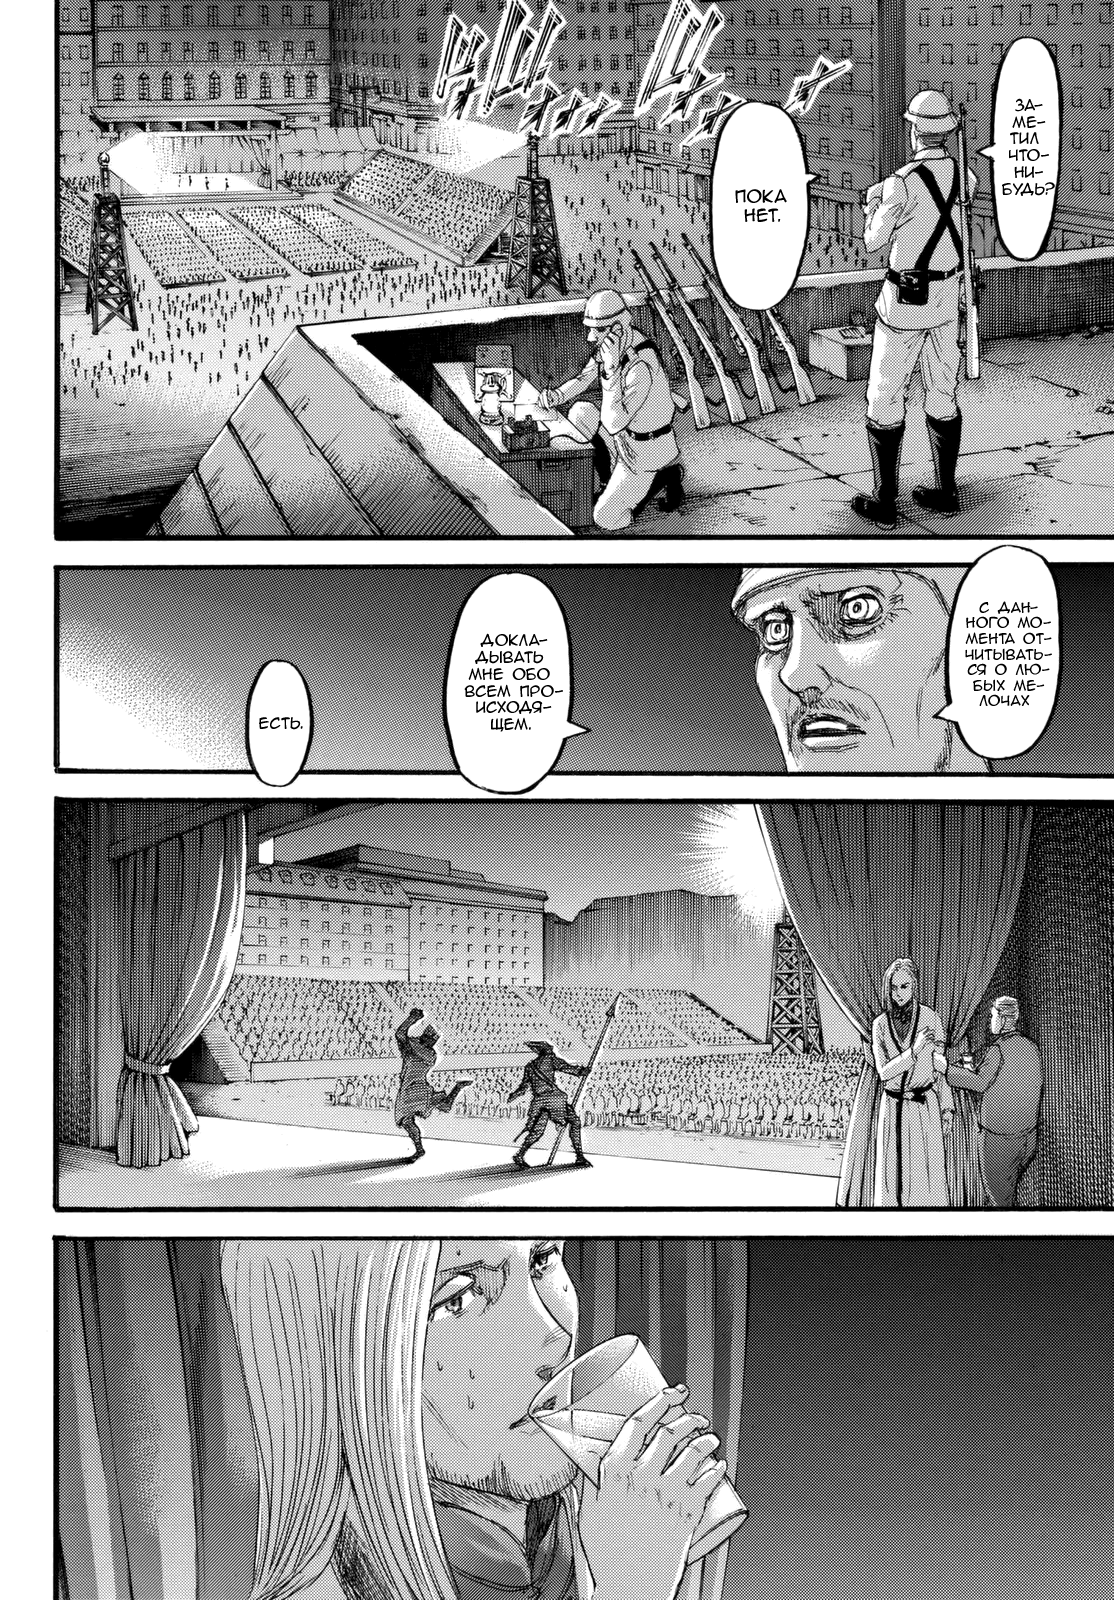 ЗА-
МЕ-
ТИЛ
ЧТО-
НИ-
БУДЬ?
ПОКА
НЕТ.
С ДАН-
НОГО МО-
МЕНТА ОТ-
ЧИТЫВАТЬ-
СЯ О ЛЮ-
БЫХ МЕ-
ЛОЧАХ
ДОКЛА-
ДЫВАТЬ
МНЕ ОБО
ВСЕМ ПРО-
ИСХОДЯ-
ЩЕМ.
ЕСТЬ.